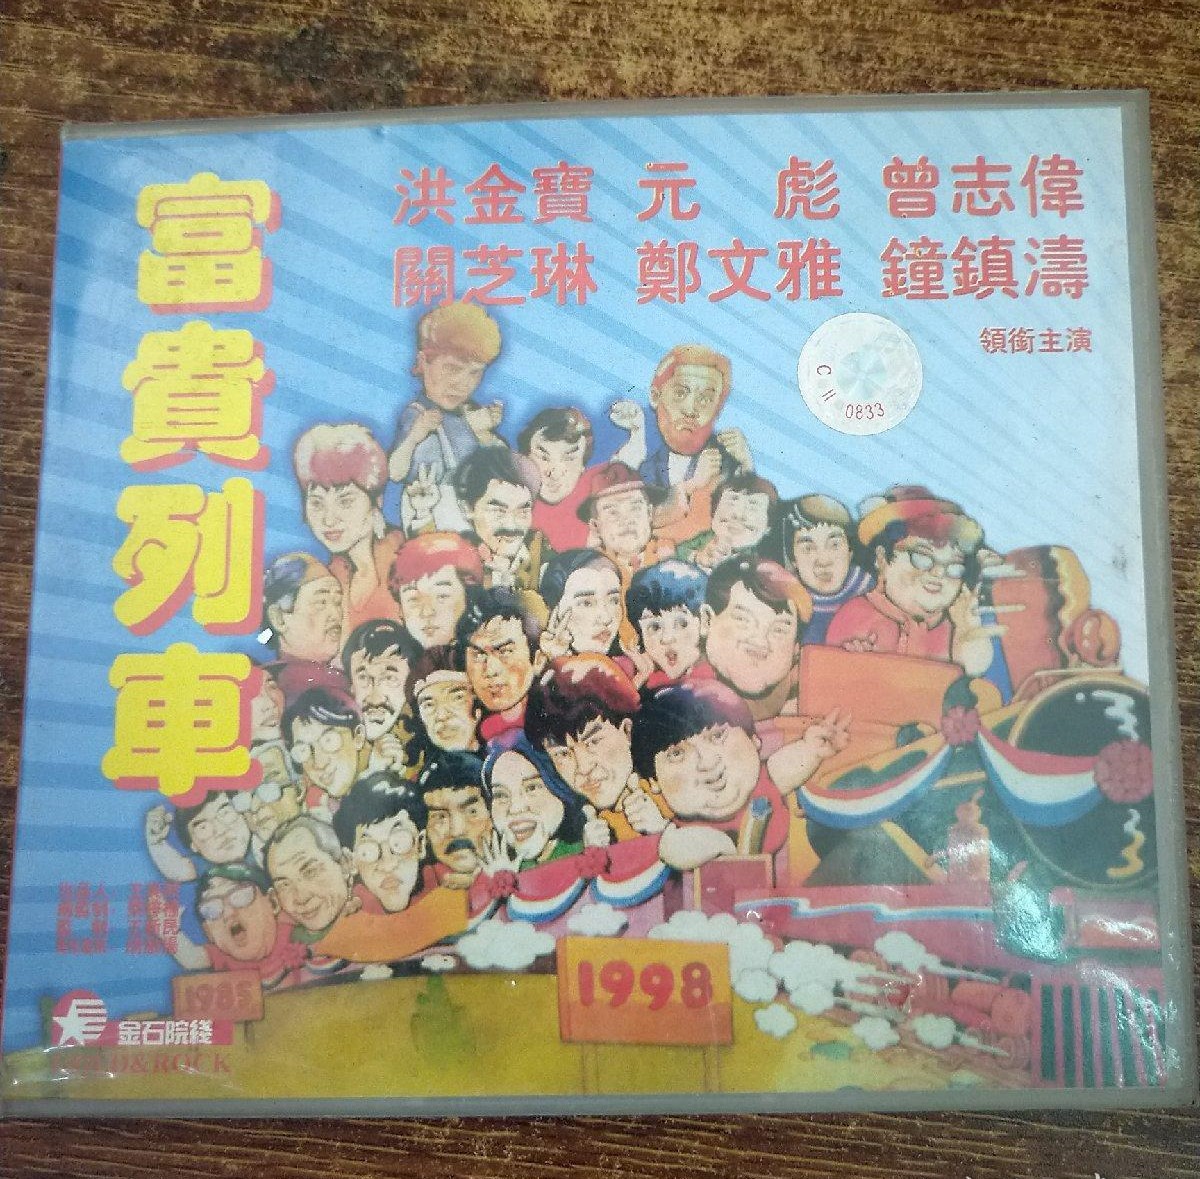 富貴列車
洪金寶 元 彪 曾志偉
關芝琳 鄭文雅 鐘鎮濤
領銜主演
C H 0833
1985
1998
金石院綫
&ROCK